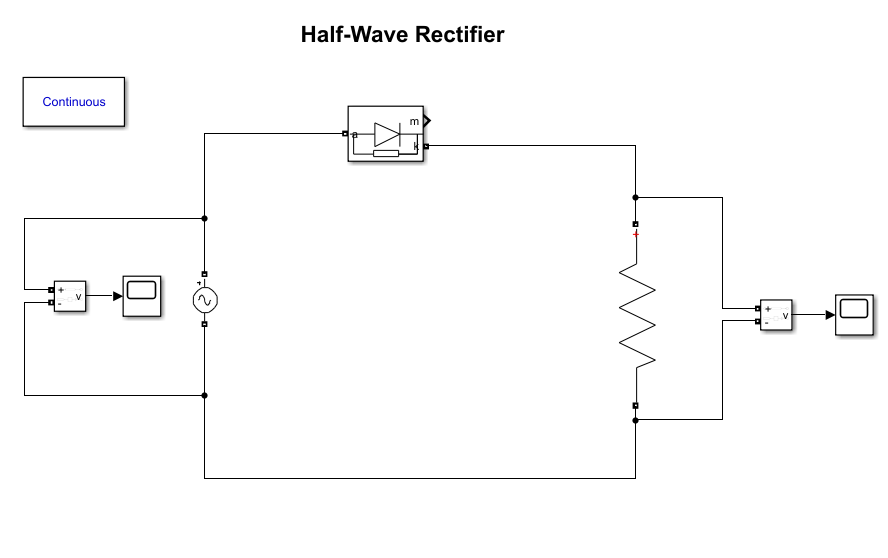 Half-Wave Rectifier
Continuous
m
a
k
+
+
v
-
+
+
v
-